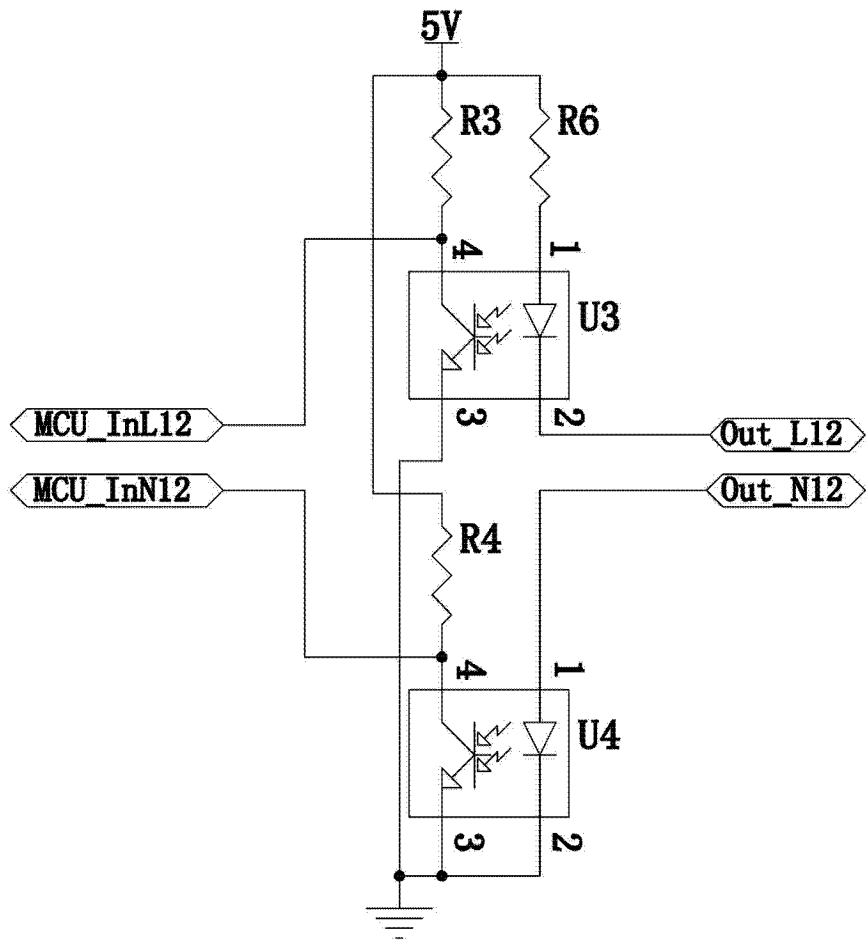 5V
R3 R6
4 1
U3
3 2
MCU_InL12 Out_L12
MCU_InN12 Out_N12
R4
4 1
U4
3 2